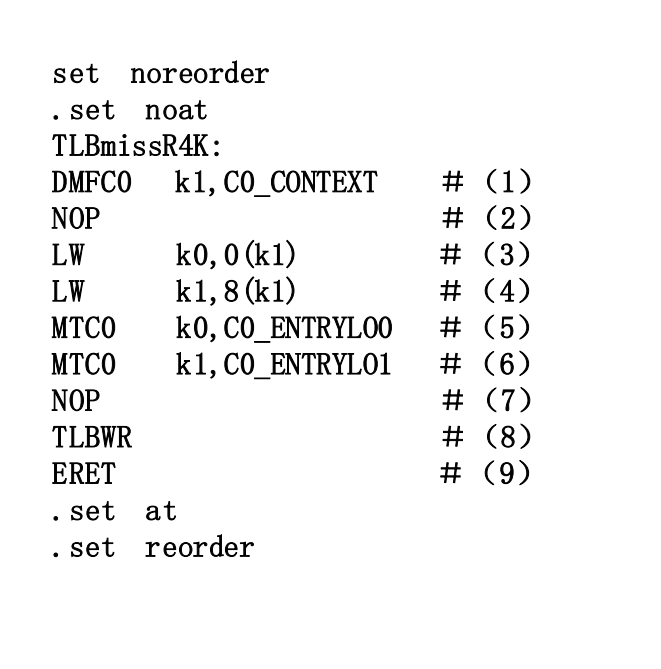 set noreorder
.set noat
TLBmissR4K:
DMFC0 k1,C0_CONTEXT # (1)
NOP # (2)
LW k0,0(k1) # (3)
LW k1,8(k1) # (4)
MTC0 k0,C0_ENTRYLO0 # (5)
MTC0 k1,C0_ENTRYLO1 # (6)
NOP # (7)
TLBWR # (8)
ERET # (9)
.set at
.set reorder